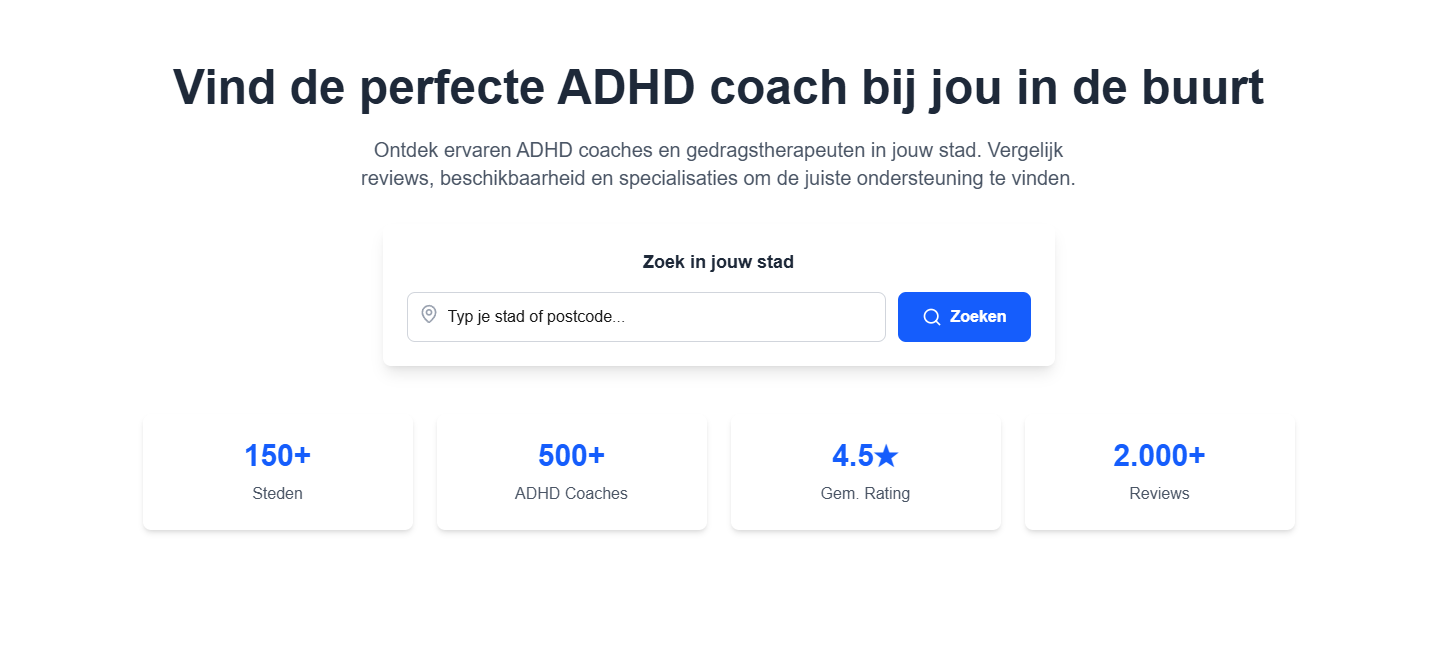 Vind de perfecte ADHD coach bij jou in de buurt
Ontdek ervaren ADHD coaches en gedragstherapeuten in jouw stad. Vergelijk
reviews, beschikbaarheid en specialisaties om de juiste ondersteuning te vinden.
Zoek in jouw stad
Typ je stad of postcode...
Zoeken
150+
Steden
500+
ADHD Coaches
4.5★
Gem. Rating
2.000+
Reviews